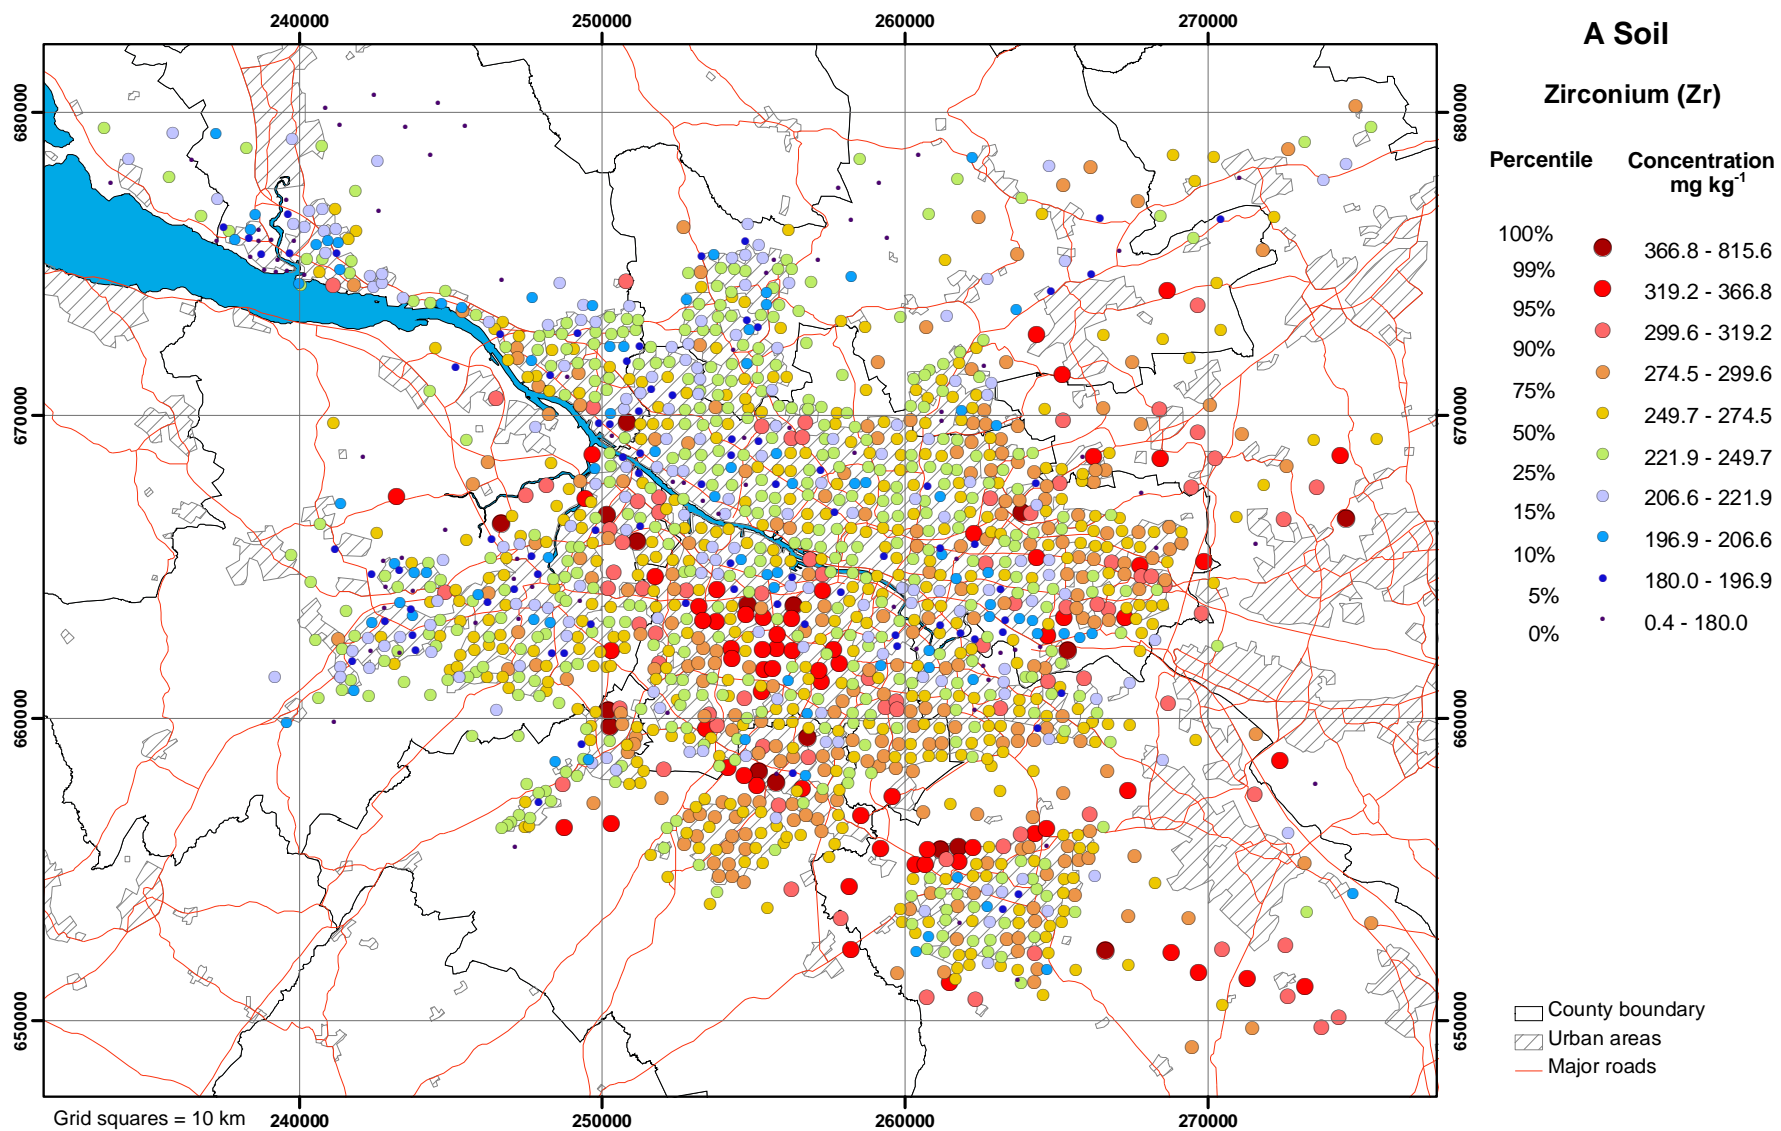 240000
250000
260000
270000
680000
670000
660000
650000
680000
670000
660000
650000
240000
250000
260000
270000
Grid squares = 10 km
A Soil
Zirconium (Zr)
Percentile
Concentration
mg kg-1
100%
366.8 - 815.6
99%
319.2 - 366.8
95%
299.6 - 319.2
90%
274.5 - 299.6
75%
249.7 - 274.5
50%
221.9 - 249.7
25%
206.6 - 221.9
15%
196.9 - 206.6
10%
180.0 - 196.9
5%
0.4 - 180.0
0%
County boundary
Urban areas
Major roads